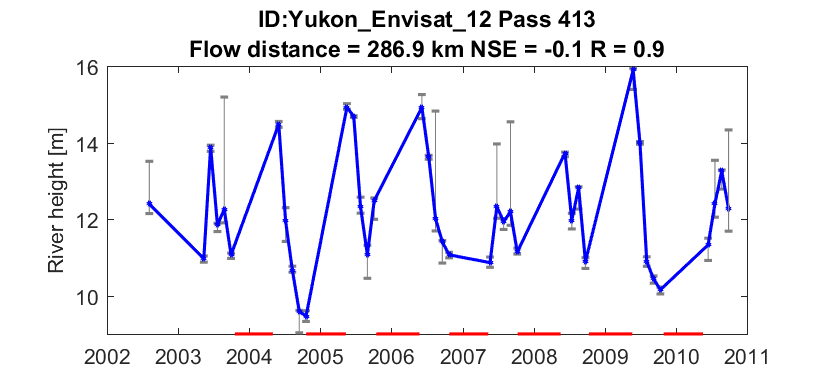 ID:Yukon_Envisat_12 Pass 413
Flow distance = 286.9 km NSE = -0.1 R = 0.9
River height [m]
16
14
12
10
2002 2003 2004 2005 2006 2007 2008 2009 2010 2011